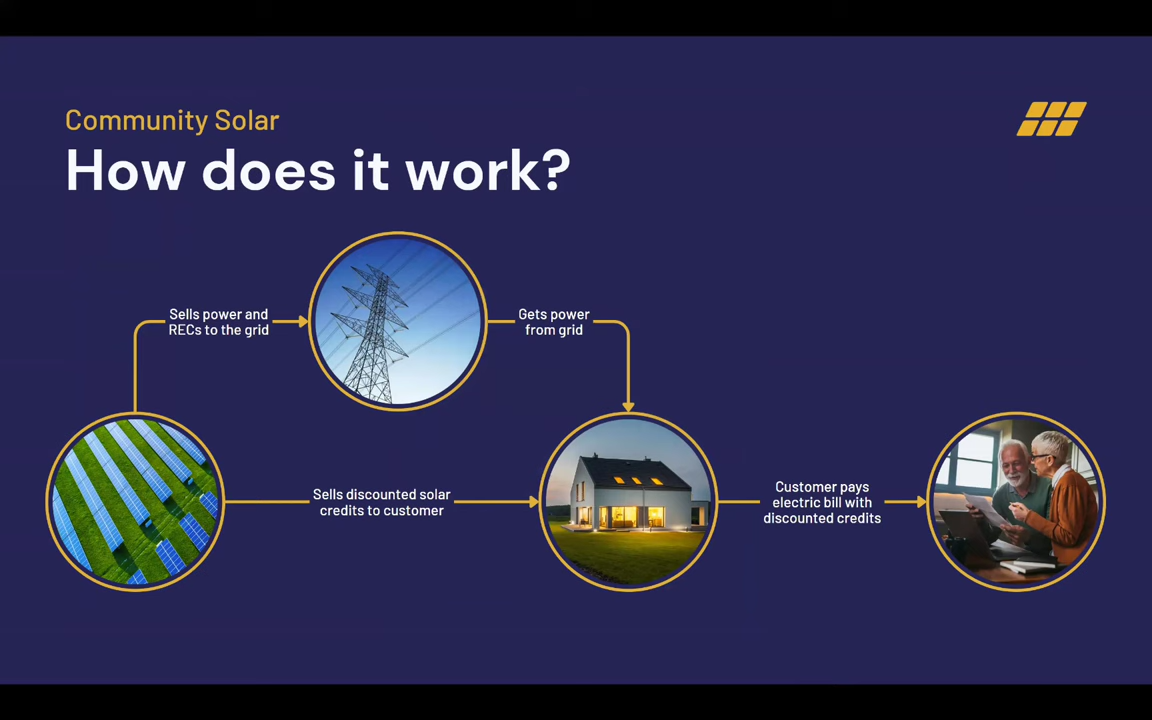 Community Solar
How does it work?
Sells power and
RECs to the grid
Gets power
from grid
Sells discounted solar
credits to customer
Customer pays
electric bill with
discounted credits